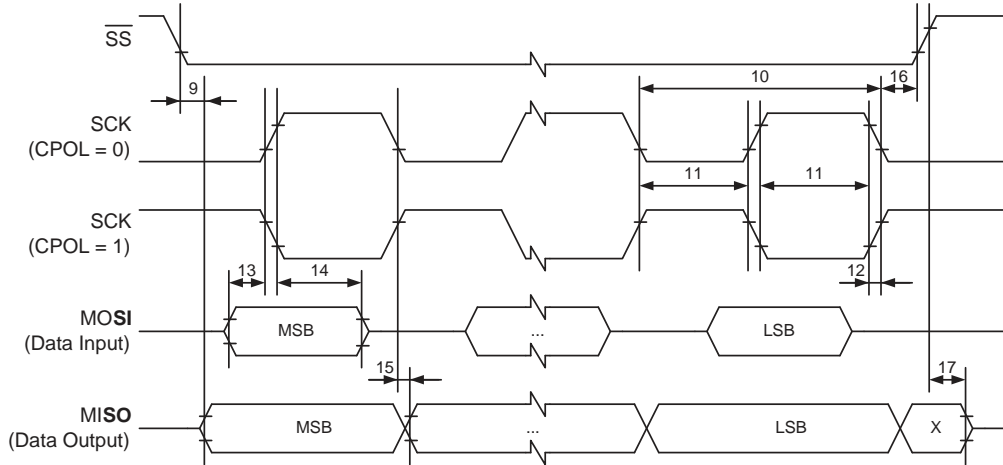 SS
9
10
16
SCK
(CPOL = 0)
11
11
SCK
(CPOL = 1)
13
14
12
MOSI
(Data Input)
MSB
...
LSB
15
17
MISO
(Data Output)
MSB
...
LSB
X